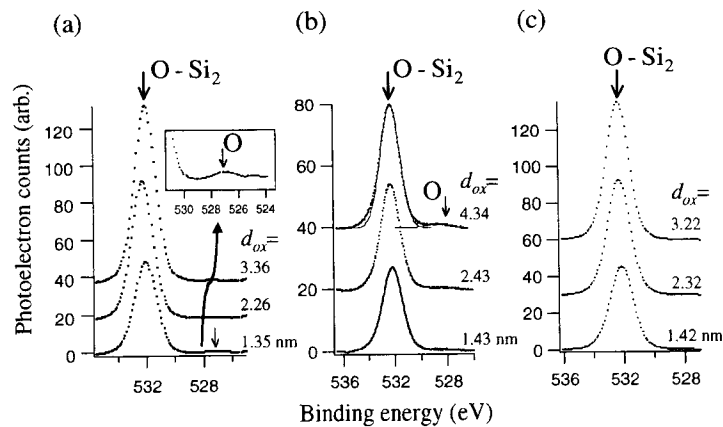 (a)
O - Si2
Photoelectron counts (arb.)
120
100
80
60
40
20
0
O
530 528 526 524
dox=
3.36
2.26
1.35 nm
532 528
(b)
O - Si2
80
60
40
20
0
O
dox=
4.34
2.43
1.43 nm
536 532 528
(c)
O - Si2
120
100
80
60
40
20
0
dox=
3.22
2.32
1.42 nm
536 532 528
Binding energy (eV)